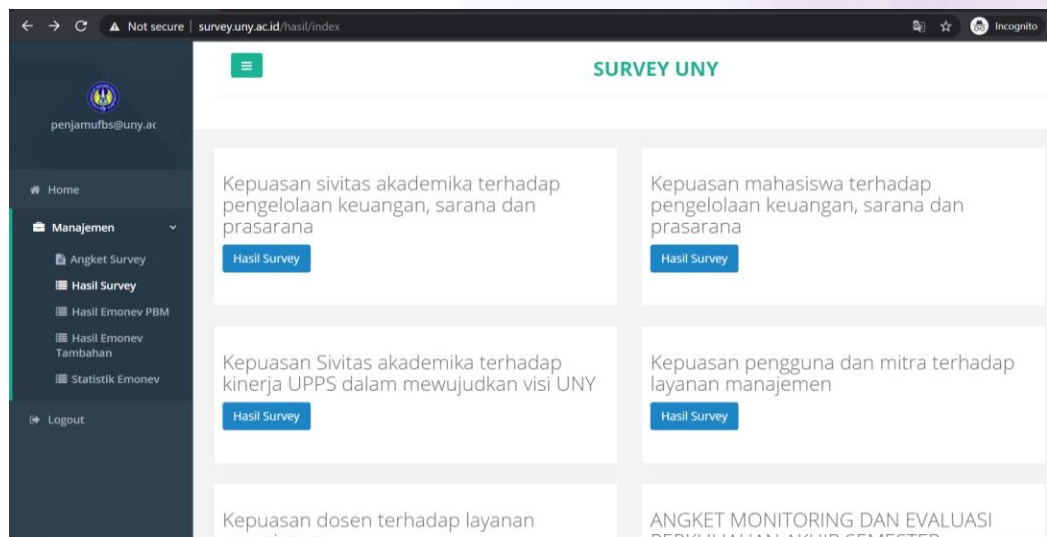 Not secure survey.uny.ac.id/hasil/index
Incognito
penjamufbs@uny.ac
Home
Manajemen
Angket Survey
Hasil Survey
Hasil Emonev PBM
Hasil Emonev
Tambahan
Statistik Emonev
Logout
SURVEY UNY
Kepuasan sivitas akademika terhadap
pengelolaan keuangan, sarana dan
prasarana
Hasil Survey
Kepuasan mahasiswa terhadap
pengelolaan keuangan, sarana dan
prasarana
Hasil Survey
Kepuasan Sivitas akademika terhadap
kinerja UPPS dalam mewujudkan visi UNY
Hasil Survey
Kepuasan pengguna dan mitra terhadap
layanan manajemen
Hasil Survey
Kepuasan dosen terhadap layanan
ANGKET MONITORING DAN EVALUASI
PERKULIAHAN AKHIR SEMESTER